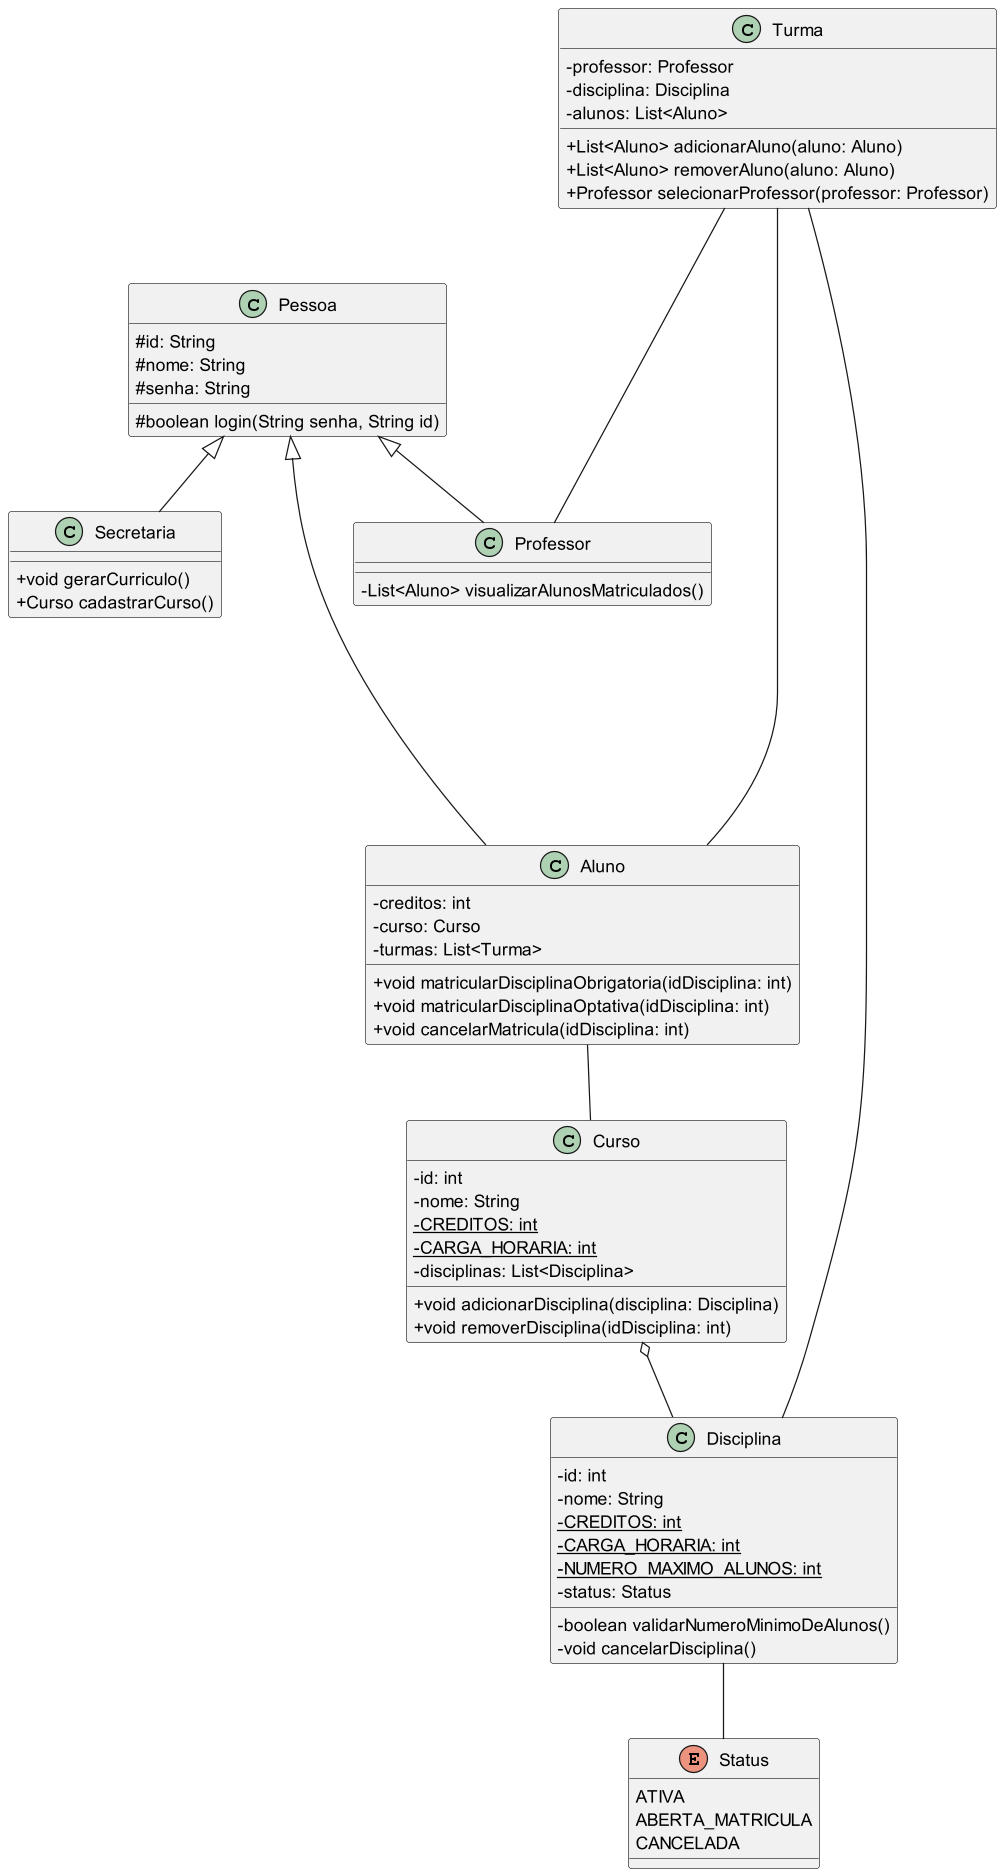 C Turma
-professor: Professor
-disciplina: Disciplina
-alunos: List<Aluno>
+List<Aluno> adicionarAluno(aluno: Aluno)
+List<Aluno> removerAluno(aluno: Aluno)
+Professor selecionarProfessor(professor: Professor)
C Pessoa
#id: String
#nome: String
#senha: String
#boolean login(String senha, String id)
C Secretaria
+void gerarCurriculo()
+Curso cadastrarCurso()
C Professor
-List<Aluno> visualizarAlunosMatriculados()
C Aluno
-creditos: int
-curso: Curso
-turmas: List<Turma>
+void matricularDisciplinaObrigatoria(idDisciplina: int)
+void matricularDisciplinaOptativa(idDisciplina: int)
+void cancelarMatricula(idDisciplina: int)
C Curso
-id: int
-nome: String
-CREDITOS: int
-CARGA_HORARIA: int
-disciplinas: List<Disciplina>
+void adicionarDisciplina(disciplina: Disciplina)
+void removerDisciplina(idDisciplina: int)
C Disciplina
-id: int
-nome: String
-CREDITOS: int
-CARGA_HORARIA: int
-NUMERO_MAXIMO_ALUNOS: int
-status: Status
-boolean validarNumeroMinimoDeAlunos()
-void cancelarDisciplina()
E Status
ATIVA
ABERTA_MATRICULA
CANCELADA